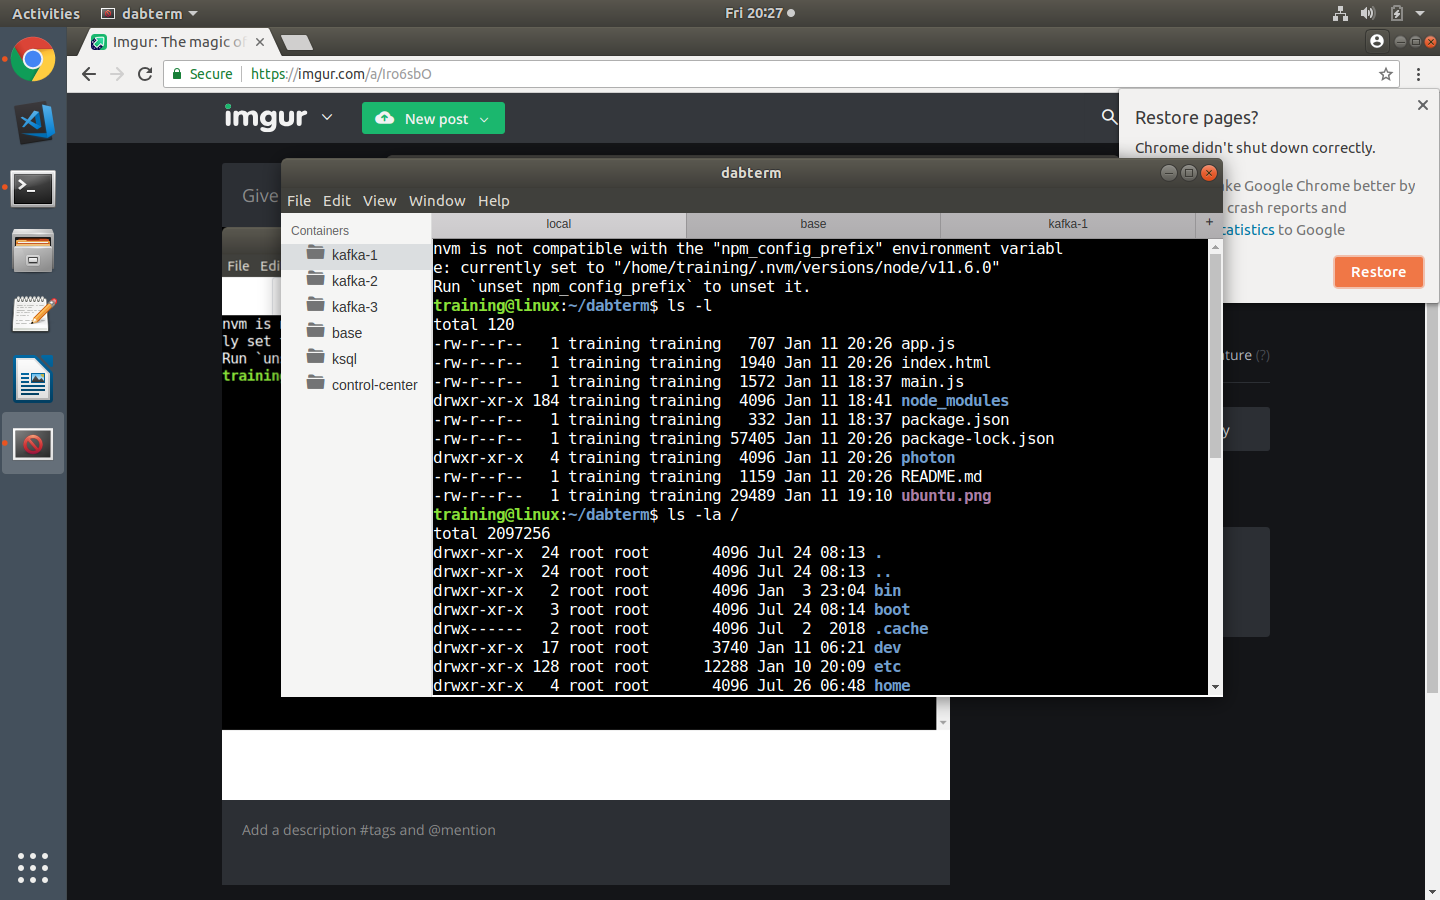 Activities
dabterm
Fri 20:27
Imgur: The magic of
Secure
https://imgur.com/a/Iro6sbO
imgur
New post
Restore pages?
Chrome didn't shut down correctly.
ke Google Chrome better by
crash reports and
tatistics to Google
Restore
Give
File Edi
nvm is
ly set
Run `uns
training
dabterm
File Edit View Window Help
Containers
kafka-1
kafka-2
kafka-3
base
ksql
control-center
local base kafka-1 +
nvm is not compatible with the "npm_config_prefix" environment variabl
e: currently set to "/home/training/.nvm/versions/node/v11.6.0"
Run `unset npm_config_prefix` to unset it.
training@linux:~/dabterm$ ls -l
total 120
-rw-r--r--   1 training training   707 Jan 11 20:26 app.js
-rw-r--r--   1 training training  1940 Jan 11 20:26 index.html
-rw-r--r--   1 training training  1572 Jan 11 18:37 main.js
drwxr-xr-x 184 training training  4096 Jan 11 18:41 node_modules
-rw-r--r--   1 training training   332 Jan 11 18:37 package.json
-rw-r--r--   1 training training 57405 Jan 11 20:26 package-lock.json
drwxr-xr-x   4 training training  4096 Jan 11 20:26 photon
-rw-r--r--   1 training training  1159 Jan 11 20:26 README.md
-rw-r--r--   1 training training 29489 Jan 11 19:10 ubuntu.png
training@linux:~/dabterm$ ls -la /
total 2097256
drwxr-xr-x  24 root root       4096 Jul 24 08:13 .
drwxr-xr-x  24 root root       4096 Jul 24 08:13 ..
drwxr-xr-x   2 root root       4096 Jan  3 23:04 bin
drwxr-xr-x   3 root root       4096 Jul 24 08:14 boot
drwx------   2 root root       4096 Jul  2  2018 .cache
drwxr-xr-x  17 root root       3740 Jan 11 06:21 dev
drwxr-xr-x 128 root root      12288 Jan 10 20:09 etc
drwxr-xr-x   4 root root       4096 Jul 26 06:48 home
ture (?)
y
Add a description #tags and @mention